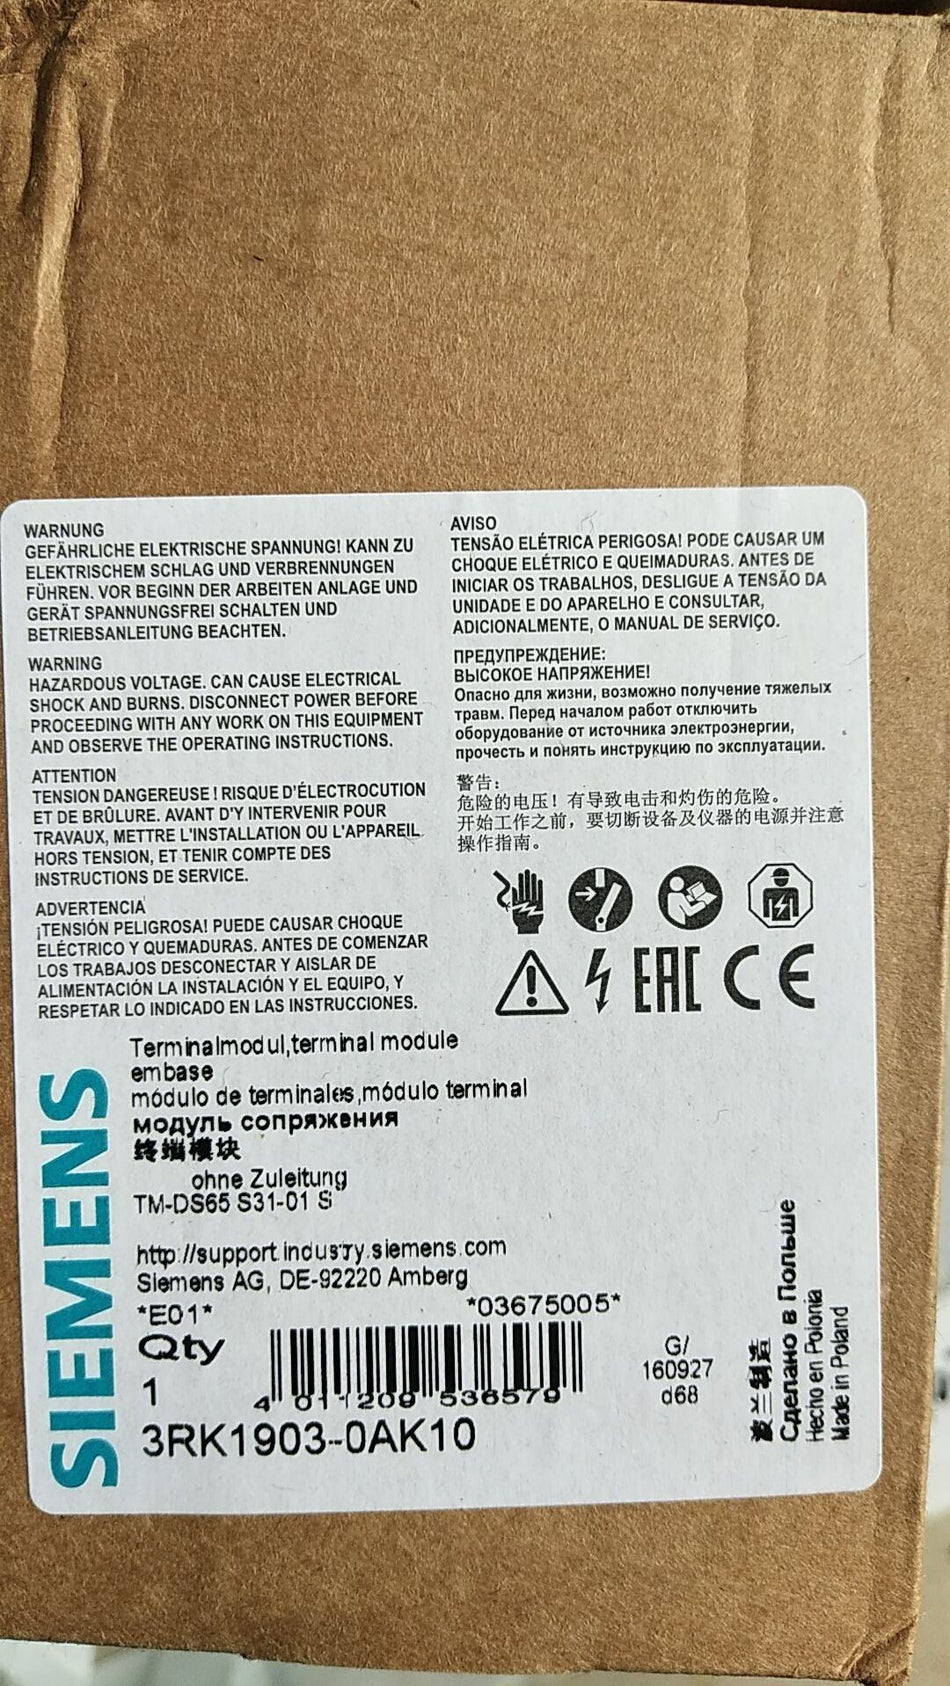 WARNUNG
GEFÄHRLICHE ELEKTRISCHE SPANNUNG! KANN ZU
ELEKTRISCHEM SCHLAG UND VERBRENNUNGEN
FÜHREN. VOR BEGINN DER ARBEITEN ANLAGE UND
GERÄT SPANNUNGSFREI SCHALTEN UND
BETRIEBSANLEITUNG BEACHTEN.
WARNING
HAZARDOUS VOLTAGE. CAN CAUSE ELECTRICAL
SHOCK AND BURNS. DISCONNECT POWER BEFORE
PROCEEDING WITH ANY WORK ON THIS EQUIPMENT
AND OBSERVE THE OPERATING INSTRUCTIONS.
ATTENTION
TENSION DANGEREUSE ! RISQUE D'ÉLECTROCUTION
ET DE BRÛLURE. AVANT D'Y INTERVENIR POUR
TRAVAUX, METTRE L'INSTALLATION OU L'APPAREIL
HORS TENSION, ET TENIR COMPTE DES
INSTRUCTIONS DE SERVICE.
ADVERTENCIA
¡TENSIÓN PELIGROSA! PUEDE CAUSAR CHOQUE
ELÉCTRICO Y QUEMADURAS. ANTES DE COMENZAR
LOS TRABAJOS DESCONECTAR Y AISLAR DE
ALIMENTACIÓN LA INSTALACIÓN Y EL EQUIPO, Y
RESPETAR LO INDICADO EN LAS INSTRUCCIONES.
AVISO
TENSÃO ELÉTRICA PERIGOSA! PODE CAUSAR UM
CHOQUE ELÉTRICO E QUEIMADURAS. ANTES DE
INICIAR OS TRABALHOS, DESLIGUE A TENSÃO DA
UNIDADE E DO APARELHO E CONSULTAR,
ADICIONALMENTE, O MANUAL DE SERVIÇO.
ПРЕДУПРЕЖДЕНИЕ:
ВЫСОКОЕ НАПРЯЖЕНИЕ!
Опасно для жизни, возможно получение тяжелых
травм. Перед началом работ отключить
оборудование от источника электроэнергии,
прочесть и понять инструкцию по эксплуатации.
警告:
危险的电压！有导致电击和灼伤的危险。
开始工作之前，要切断设备及仪器的电源并注意
操作指南。
EAC CE
SIEMENS
Terminalmodul,terminal module
embase
módulo de terminales,módulo terminal
модуль сопряжения
终端模块
ohne Zuleitung
TM-DS65 S31-01 S
http://support.industry.siemens.com
Siemens AG, DE-92220 Amberg
*E01* *03675005*
Qty
1
4 011209 536579
3RK1903-0AK10
G/
160927
d68
波兰制造
Сделано в Польше
Hecho en Polonia
Made in Poland